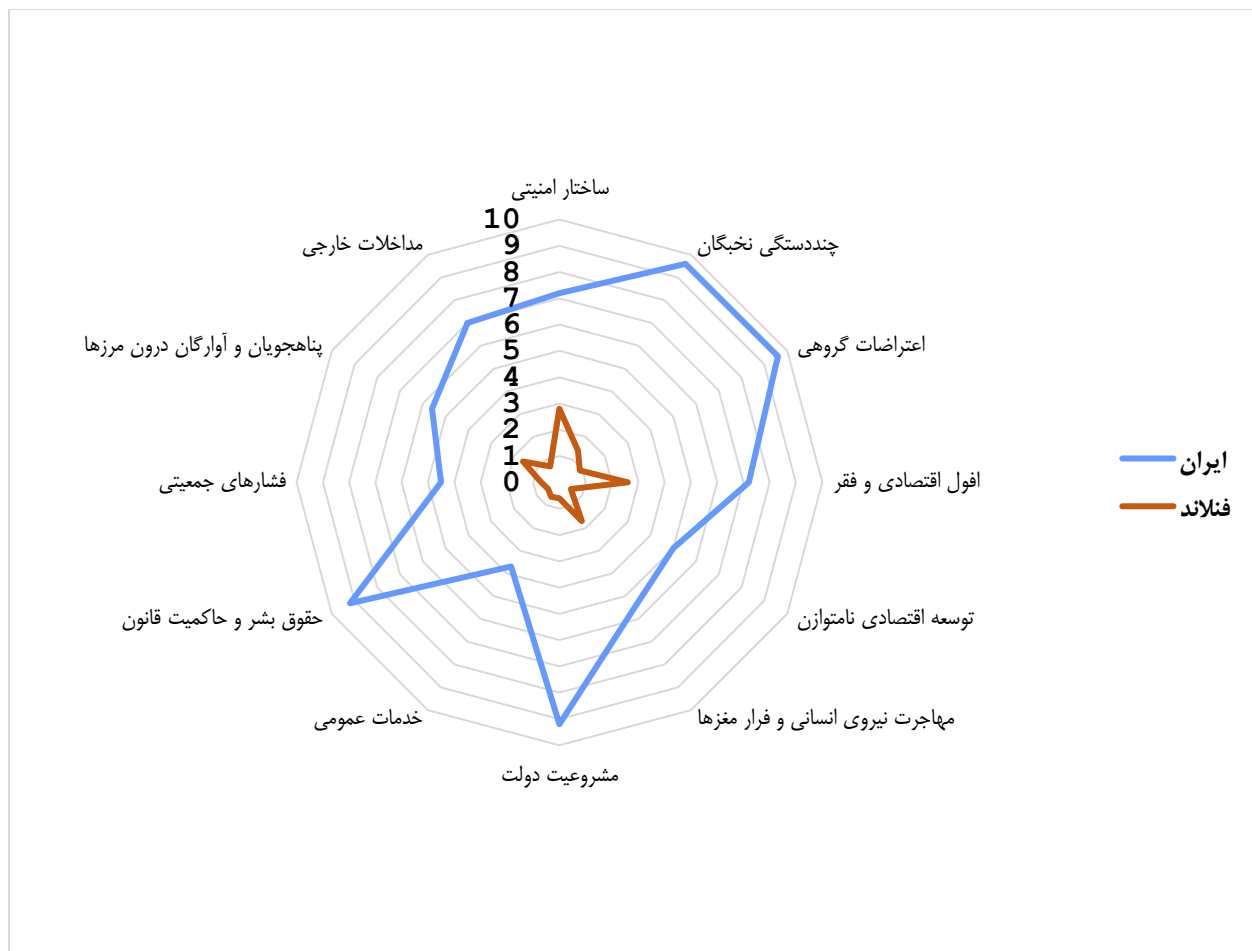 ساختار امنیتی
چنددستگی نخبگان
اعتراضات گروهی
افول اقتصادی و فقر
توسعه اقتصادی نامتوازن
مهاجرت نیروی انسانی و فرار مغزها
مشروعیت دولت
خدمات عمومی
حقوق بشر و حاکمیت قانون
فشارهای جمعیتی
پناهجویان و آوارگان درون مرزها
مداخلات خارجی
10
9
8
7
6
5
4
3
2
1
0
ایران
فنلاند